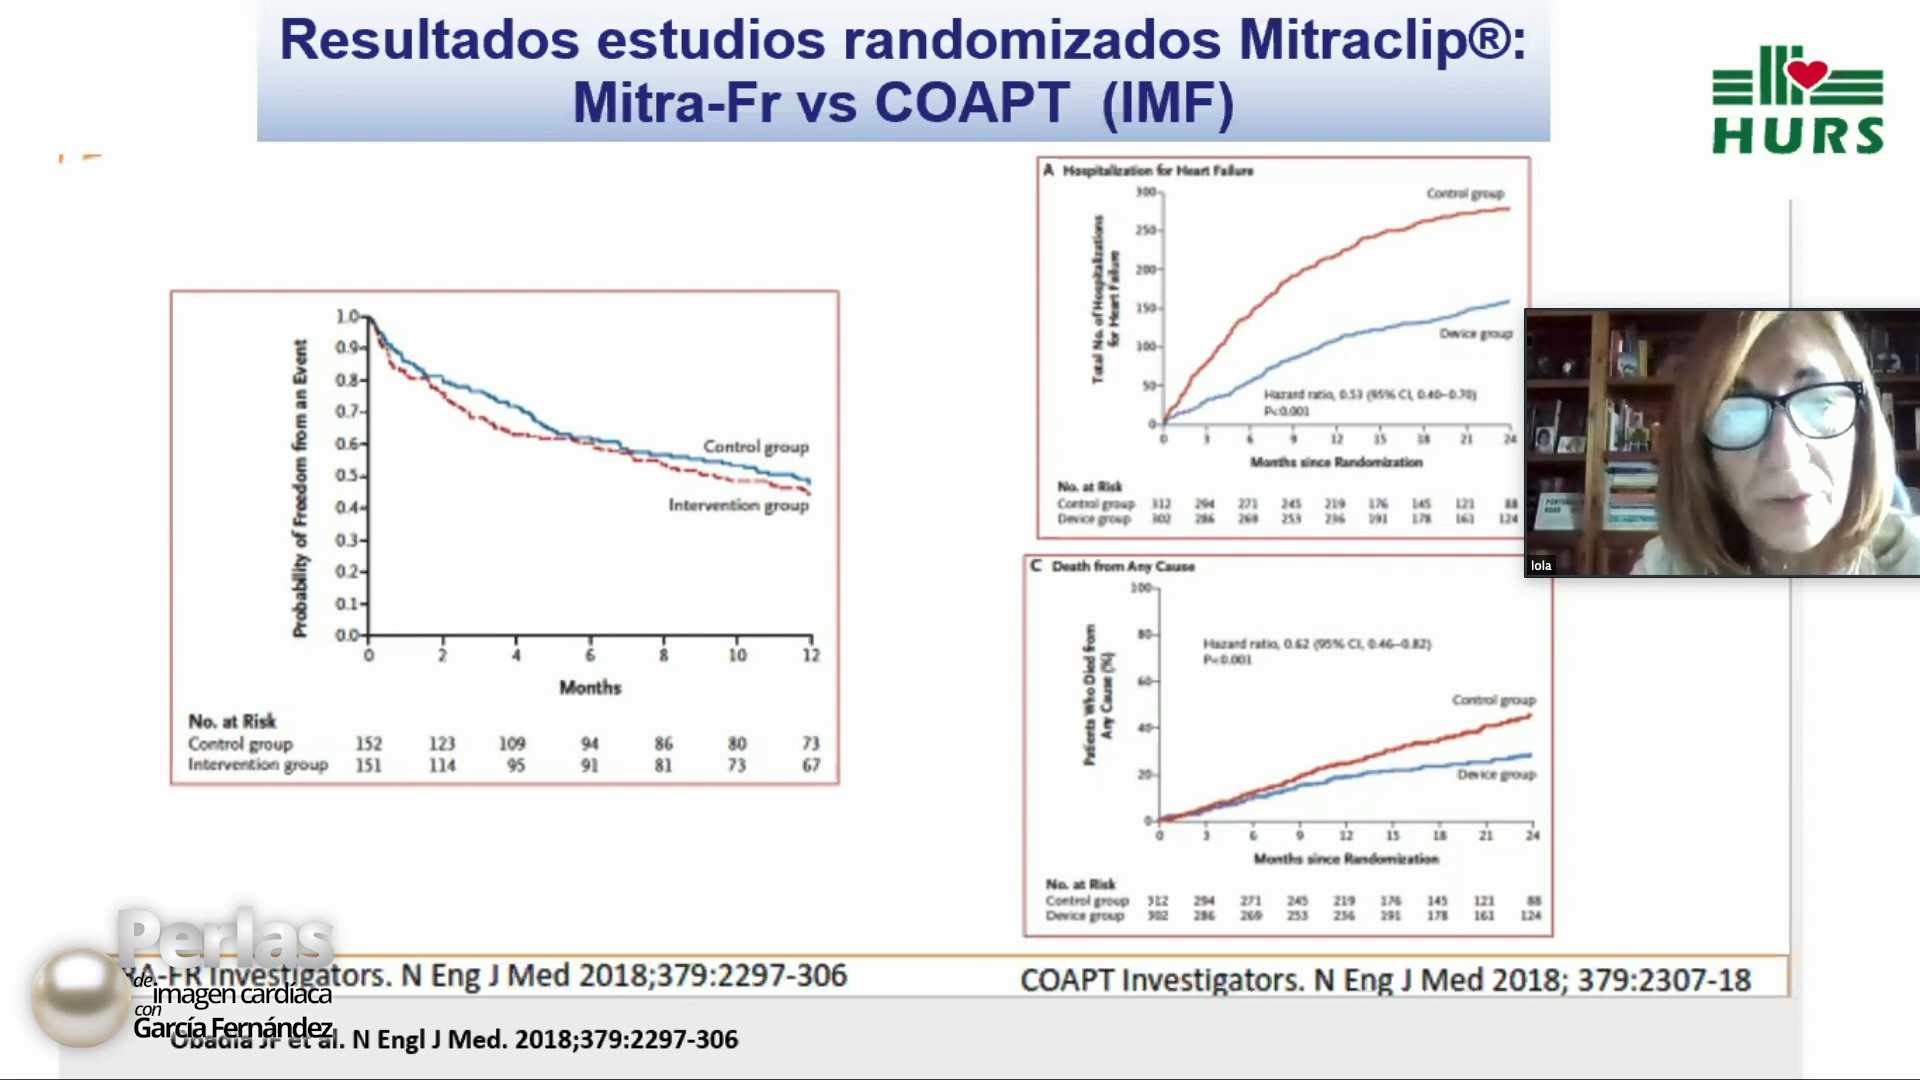 Resultados estudios randomizados Mitraclip®:
Mitra-Fr vs COAPT (IMF)
HURS
Probability of Freedom from an Event
1.0
0.9
0.8
0.7
0.6
0.5
0.4
0.3
0.2
0.1
0.0
Control group
Intervention group
0 2 4 6 8 10 12
Months
No. at Risk
Control group 152 123 109 94 86 80 73
Intervention group 151 114 95 91 81 73 67
A Hospitalization for Heart Failure
Total No. of Hospitalizations
for Heart Failure
300
250
200
150
100
50
0
Control group
Device group
Hazard ratio, 0.53 (95% CI, 0.40–0.70)
P<0.001
0 3 6 9 12 15 18 21 24
Months since Randomization
No. at Risk
Control group 312 294 271 245 219 176 145 121 88
Device group 302 286 269 253 236 191 178 161 124
lola
C Death from Any Cause
Patients Who Died from
Any Cause (%)
100
80
60
40
20
0
Hazard ratio, 0.62 (95% CI, 0.46–0.82)
P<0.001
Control group
Device group
0 3 6 9 12 15 18 21 24
Months since Randomization
No. at Risk
Control group 312 294 271 245 219 176 145 121 88
Device group 302 286 269 253 236 191 178 161 124
A-FR Investigators. N Eng J Med 2018;379:2297-306
COAPT Investigators. N Eng J Med 2018; 379:2307-18
Perlas
de
imagen cardíaca
con
García Fernández
Obadia JF et al. N Engl J Med. 2018;379:2297-306